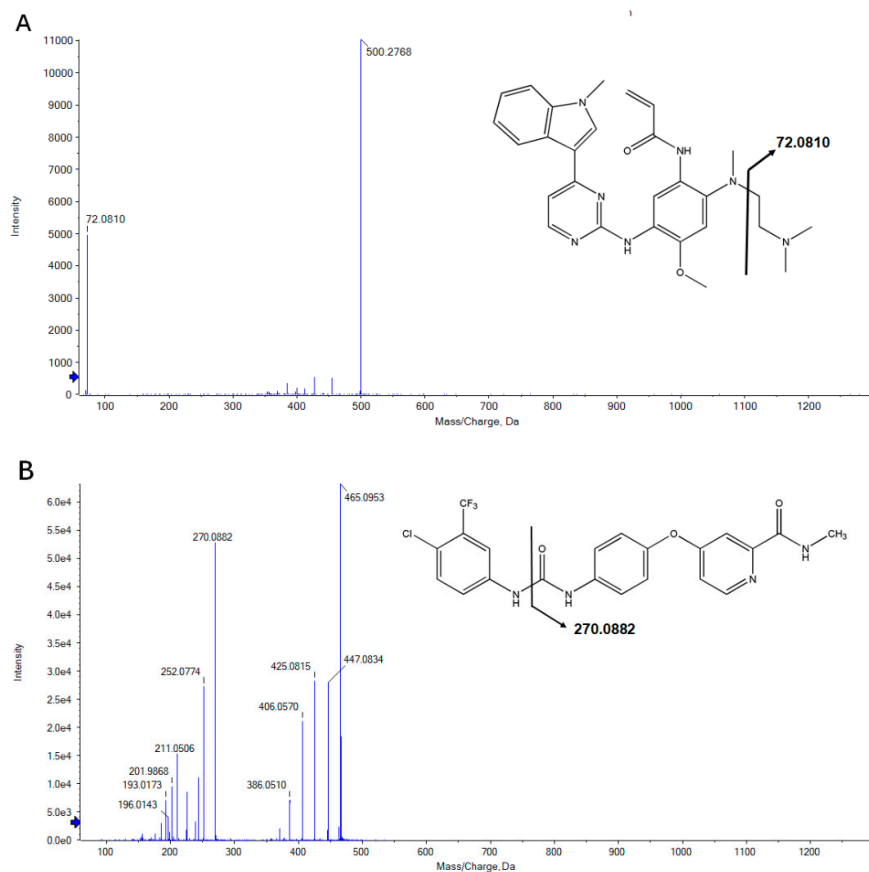 A
11000
10000
9000
8000
7000
6000
5000
4000
3000
2000
1000
0
Intensity
500.2768
72.0810
100 200 300 400 500 600 700 800 900 1000 1100 1200
Mass/Charge, Da
N
O
NH
N
N
N
N
H
N
O
72.0810
B
6.0e4
5.5e4
5.0e4
4.5e4
4.0e4
3.5e4
3.0e4
2.5e4
2.0e4
1.5e4
1.0e4
5.0e3
0.0e0
Intensity
465.0953
270.0882
447.0834
425.0815
252.0774
406.0570
211.0506
201.9868
193.0173
196.0143
386.0510
100 200 300 400 500 600 700 800 900 1000 1100 1200
Mass/Charge, Da
CF3
Cl
O
N
H
N
H
O
O
N
H
CH3
N
270.0882